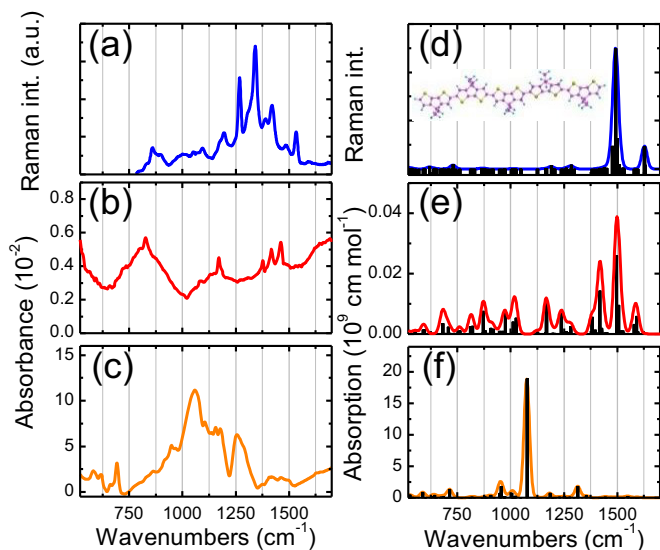 (a)
Raman int. (a.u.)
(b)
0.8
0.6
0.4
0.2
0.0
(c)
15
10
5
0
Absorbance (10-2)
750 1000 1250 1500
Wavenumbers (cm-1)
(d)
Raman int.
(e)
0.04
0.02
0.00
(f)
20
15
10
5
0
Absorption (109 cm mol-1)
750 1000 1250 1500
Wavenumbers (cm-1)